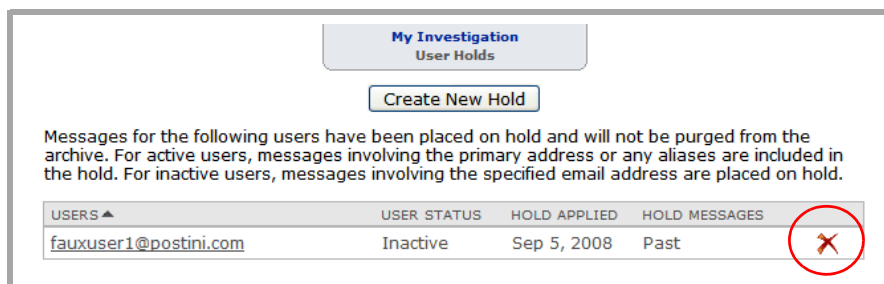 My Investigation
User Holds
Create New Hold
Messages for the following users have been placed on hold and will not be purged from the
archive. For active users, messages involving the primary address or any aliases are included in
the hold. For inactive users, messages involving the specified email address are placed on hold.
USERS▲ USER STATUS HOLD APPLIED HOLD MESSAGES
fauxuser1@postini.com Inactive Sep 5, 2008 Past